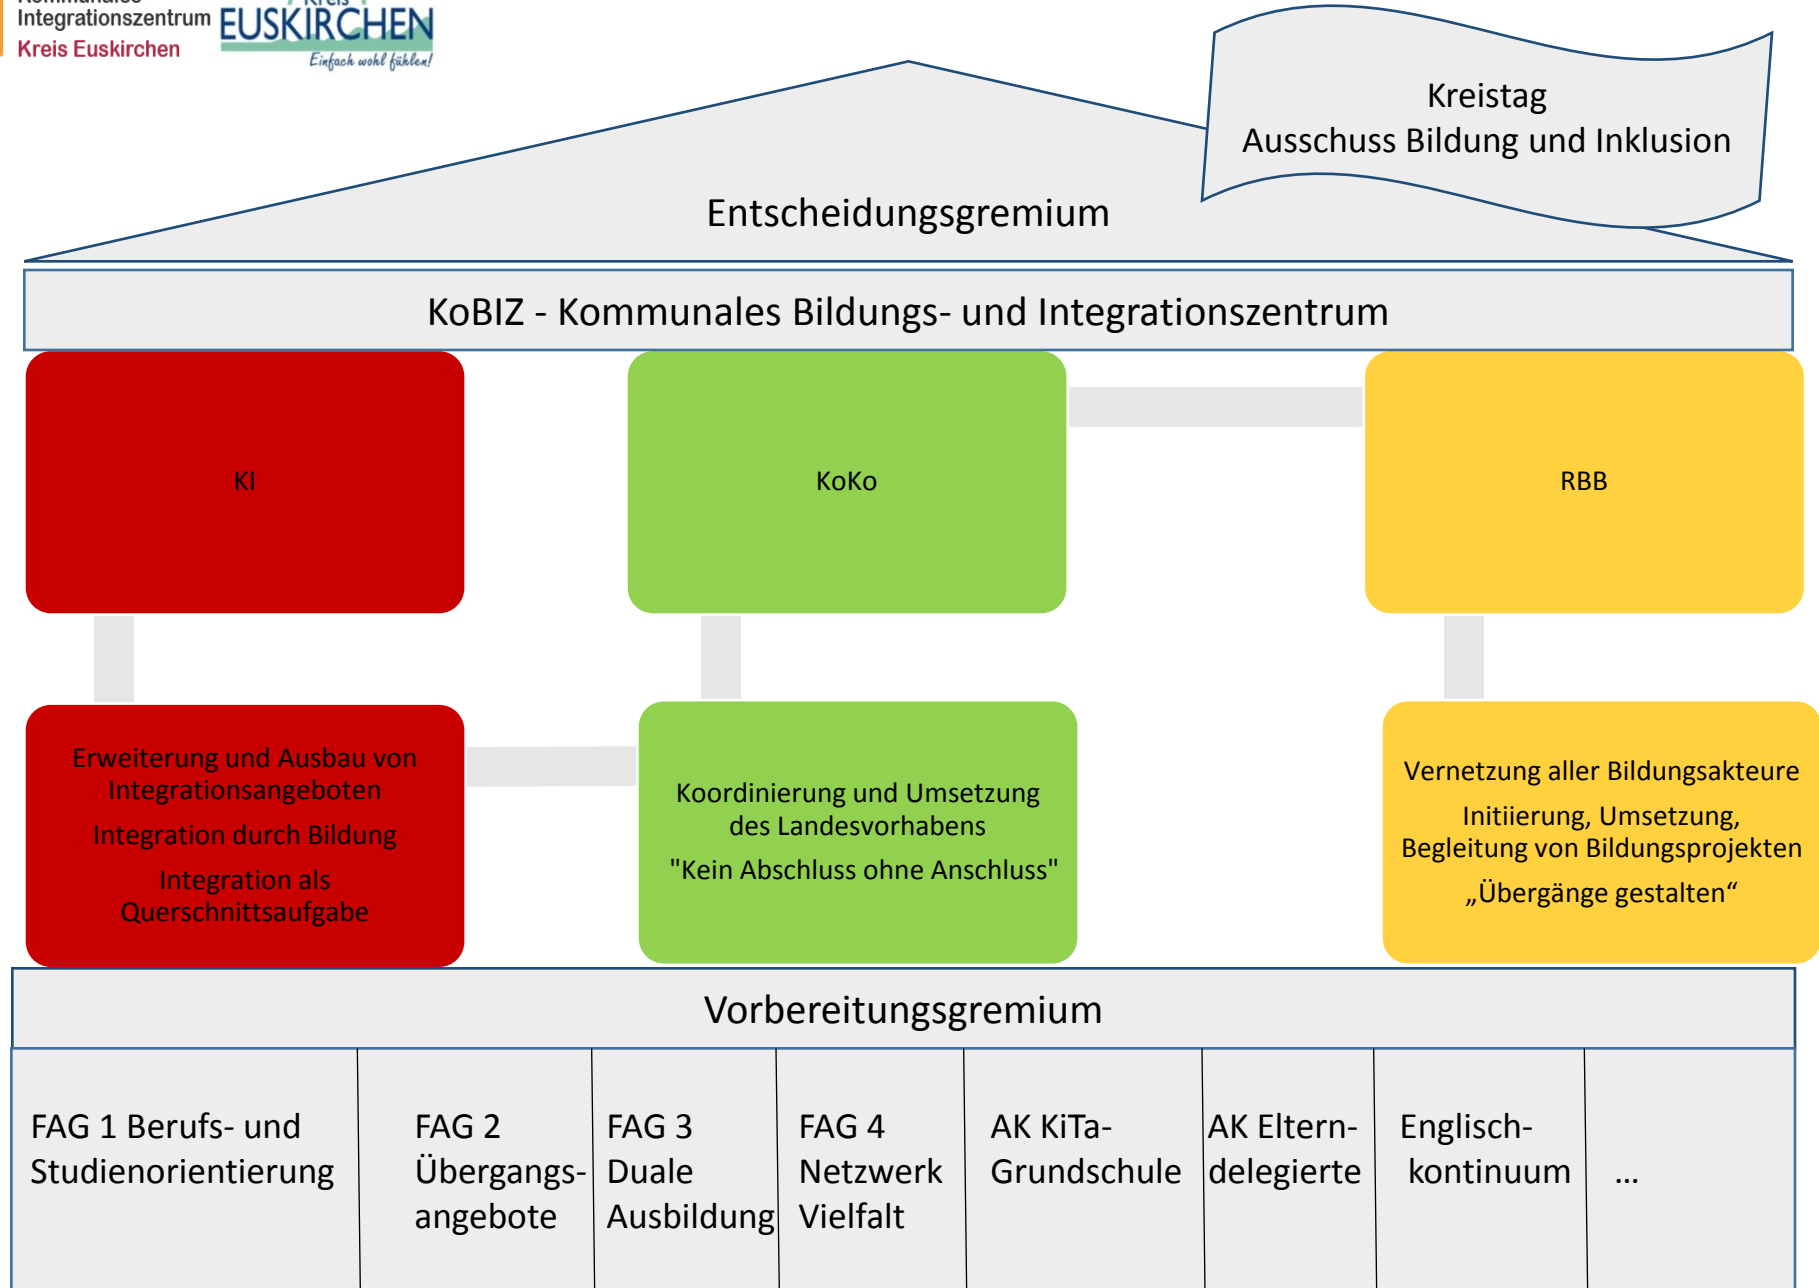 Kommunales
Integrationszentrum
Kreis Euskirchen
Kreis
EUSKIRCHEN
Einfach wohl fühlen!
Kreistag
Ausschuss Bildung und Inklusion
Entscheidungsgremium
KoBIZ - Kommunales Bildungs- und Integrationszentrum
KI
KoKo
RBB
Erweiterung und Ausbau von
Integrationsangeboten
Integration durch Bildung
Integration als
Querschnittsaufgabe
Koordinierung und Umsetzung
des Landesvorhabens
"Kein Abschluss ohne Anschluss"
Vernetzung aller Bildungsakteure
Initiierung, Umsetzung,
Begleitung von Bildungsprojekten
„Übergänge gestalten“
Vorbereitungsgremium
FAG 1 Berufs- und
Studienorientierung
FAG 2
Übergangs-
angebote
FAG 3
Duale
Ausbildung
FAG 4
Netzwerk
Vielfalt
AK KiTa-
Grundschule
AK Eltern-
delegierte
Englisch-
kontinuum
...